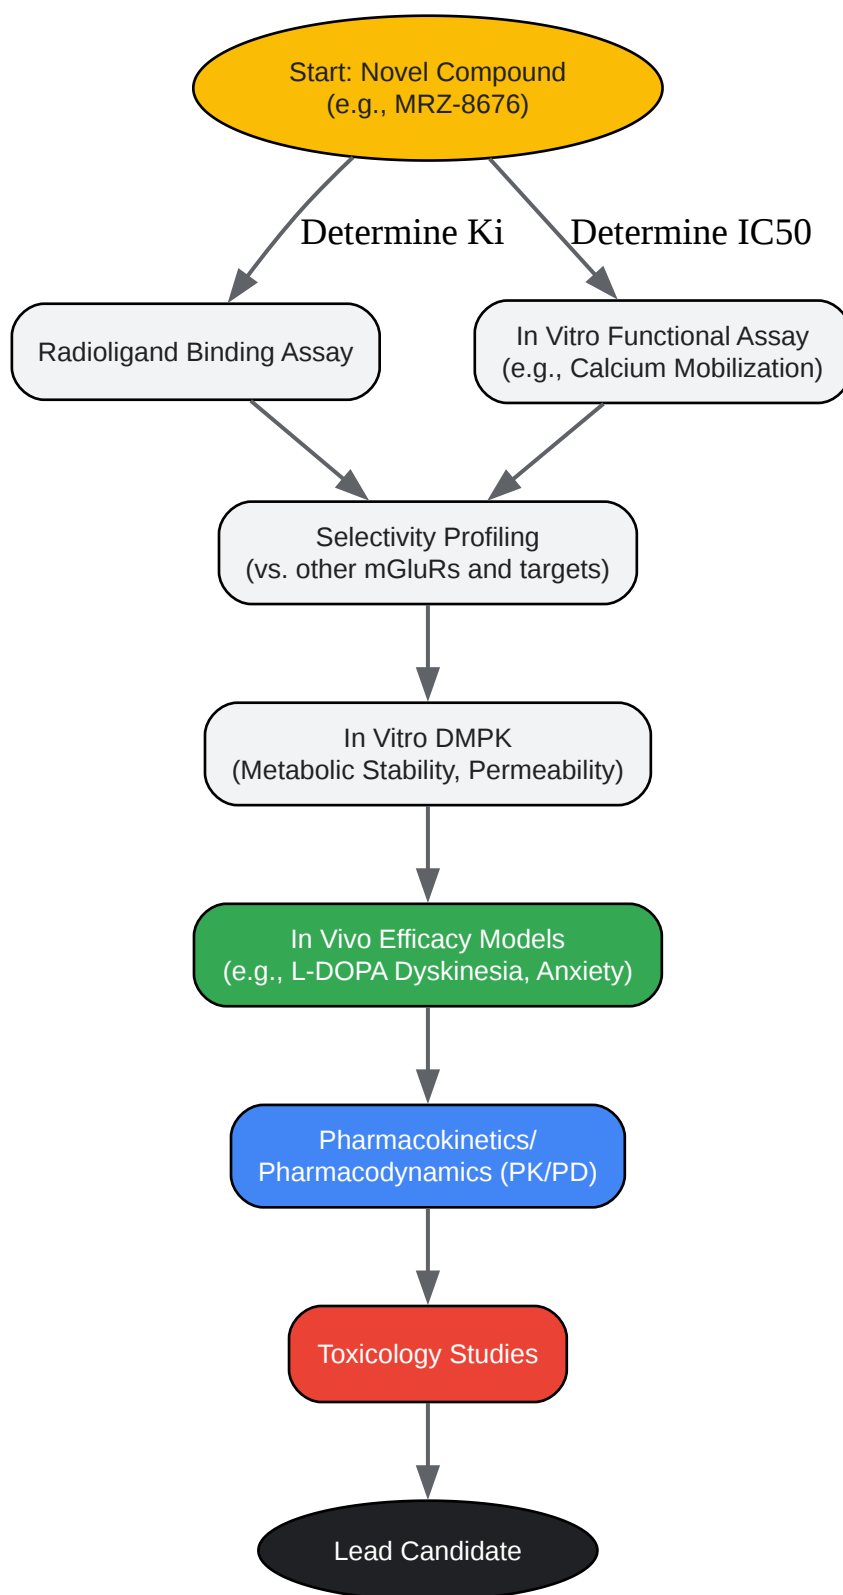 Start: Novel Compound
(e.g., MRZ-8676)
Determine Ki
Determine IC50
Radioligand Binding Assay
In Vitro Functional Assay
(e.g., Calcium Mobilization)
Selectivity Profiling
(vs. other mGluRs and targets)
In Vitro DMPK
(Metabolic Stability, Permeability)
In Vivo Efficacy Models
(e.g., L-DOPA Dyskinesia, Anxiety)
Pharmacokinetics/
Pharmacodynamics (PK/PD)
Toxicology Studies
Lead Candidate